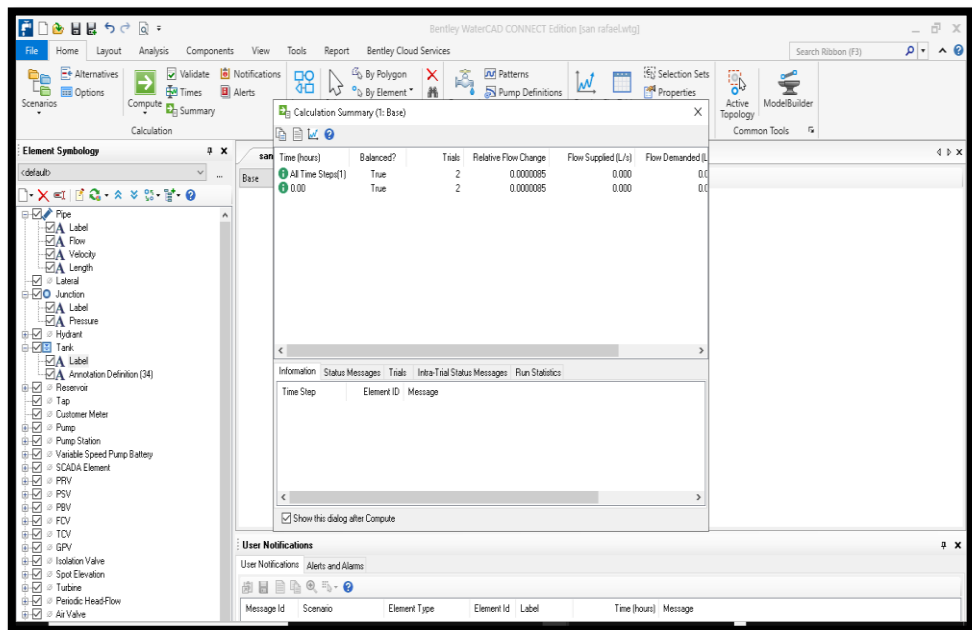 Bentley WaterCAD CONNECT Edition [san rafael.wtg]
File Home Layout Analysis Components View Tools Report Bentley Cloud Services
Search Ribbon (F3)
Scenarios
Alternatives
Options
Compute
Validate
Times
Summary
Notifications
Alerts
By Polygon
By Element
Patterns
Pump Definitions
Selection Sets
Properties
Active Topology
ModelBuilder
Calculation
Common Tools
Element Symbology
<default>
Pipe
Label
Flow
Velocity
Length
Lateral
Junction
Label
Pressure
Hydrant
Tank
Label
Annotation Definition (34)
Reservoir
Tap
Customer Meter
Pump
Pump Station
Variable Speed Pump Battery
SCADA Element
PRV
PSV
PBV
FCV
TCV
GPV
Isolation Valve
Spot Elevation
Turbine
Periodic Head-Flow
Air Valve
san
Base
Calculation Summary (1: Base)
Time (hours) Balanced? Trials Relative Flow Change Flow Supplied (L/s) Flow Demanded (L
All Time Steps(1) True 2 0.0000085 0.000 0.0
0.00 True 2 0.0000085 0.000 0.0
Information Status Messages Trials Intra-Trial Status Messages Run Statistics
Time Step Element ID Message
Show this dialog after Compute
User Notifications
User Notifications Alerts and Alarms
Message Id Scenario Element Type Element Id Label Time (hours) Message